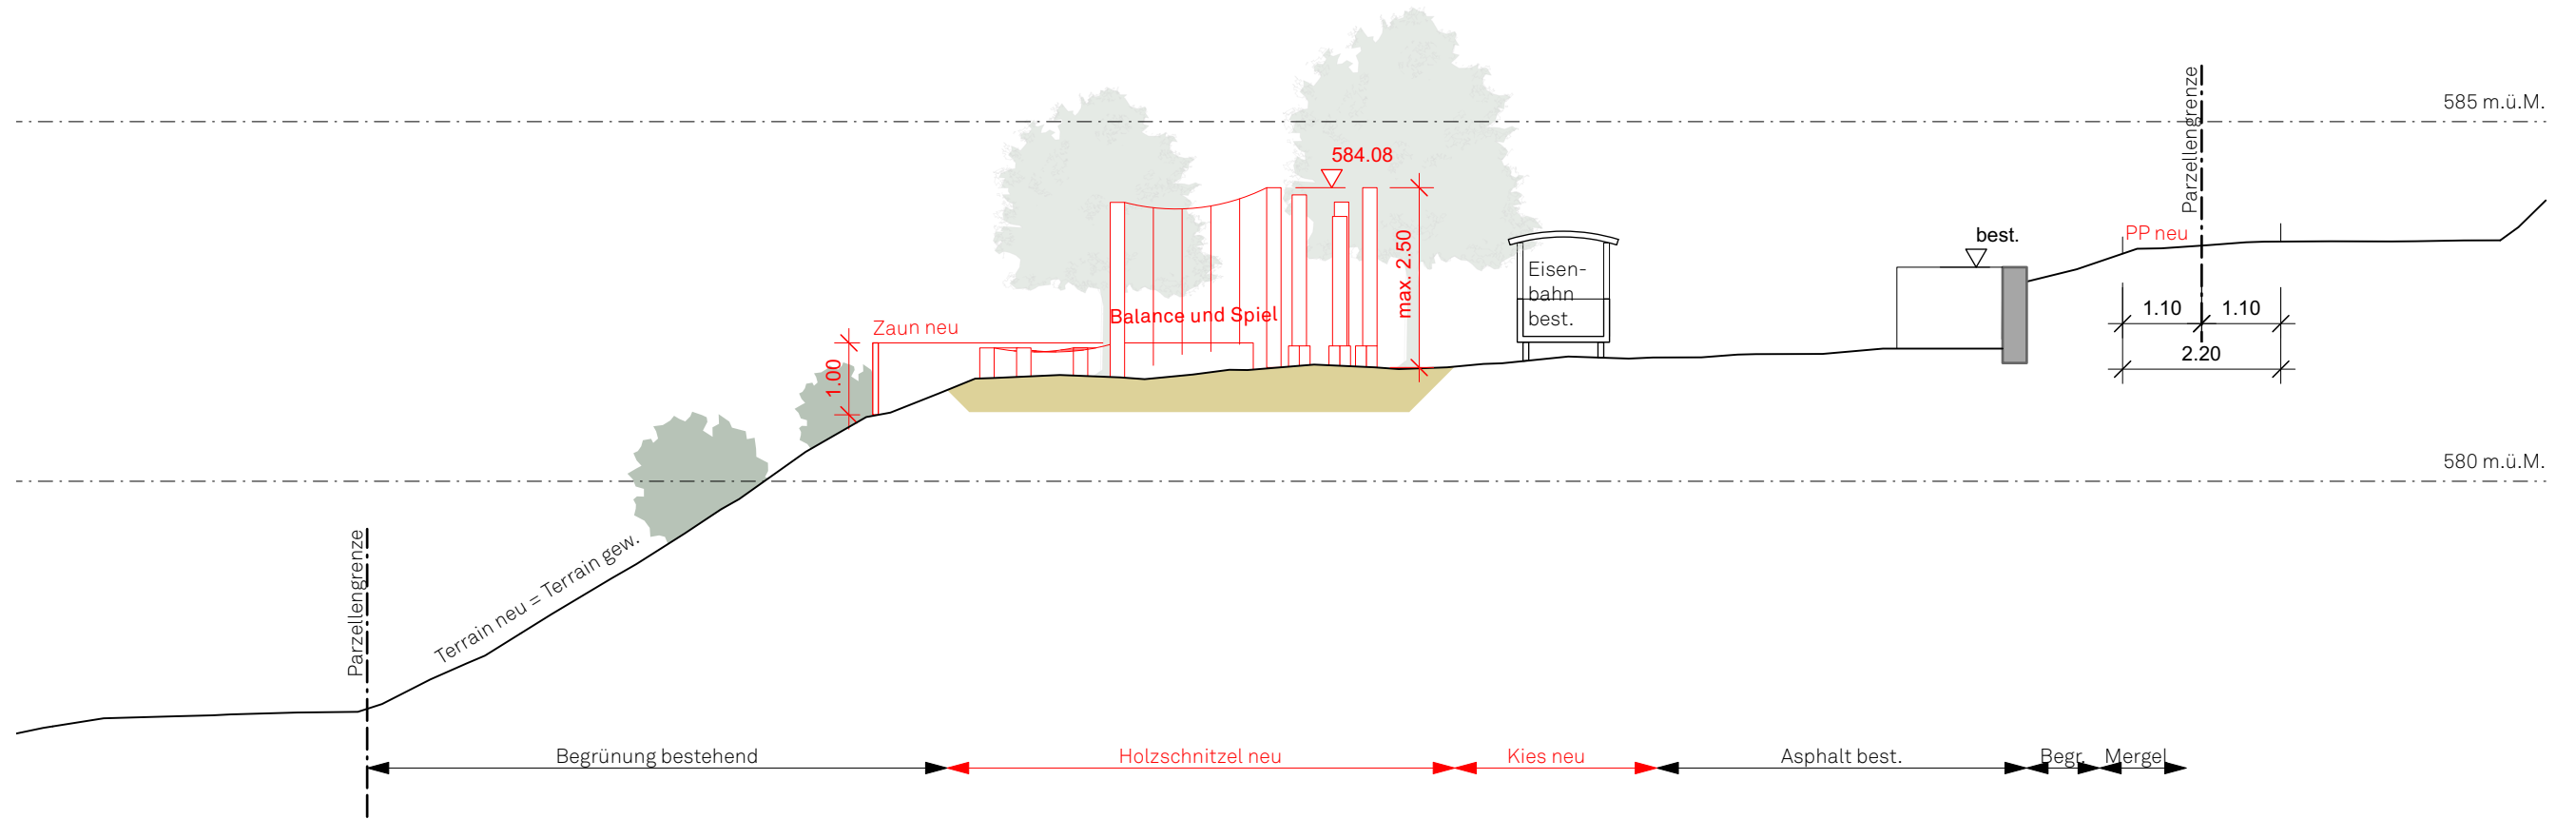 585 m.ü.M.
Parzellengrenze
584.08
PP neu
best.
max. 2.50
Eisen-
bahn
best.
1.10
1.10
Balance und Spiel
Zaun neu
2.20
1.00
580 m.ü.M.
Parzellengrenze
Terrain neu = Terrain gew.
Begrünung bestehend
Holzschnitzel neu
Kies neu
Asphalt best.
Begr.
Mergel